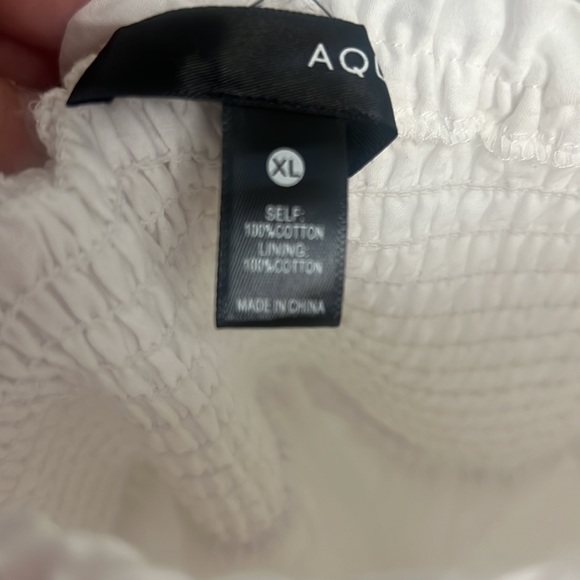 AQU
XL
SELF:
100%COTTON
LINING:
100%COTTON
MADE IN CHINA